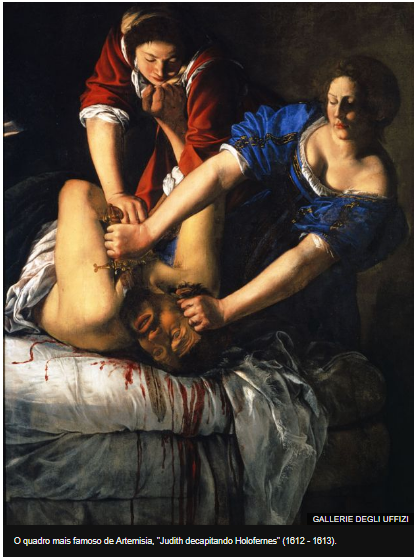 GALLERIE DEGLI UFFIZI
O quadro mais famoso de Artemisia, "Judith decapitando Holofernes" (1612 - 1613).